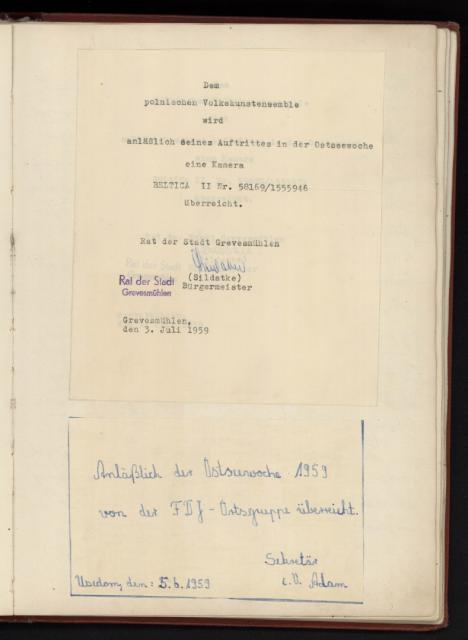 Dem
polnischen Volkskunstensemble
wird
anläßlich seines Auftrittes in der Ostseewoche
eine Kamera
BELTICA II Nr. 58169/1555946
überreicht.
Rat der Stadt Grevesmühlen
Rat der Stadt
Grevesmühlen
(Sildatke)
Bürgermeister
Grevesmühlen,
den 3. Juli 1959
Anläßlich der Ostseewoche 1959
von der FDJ - Ortsgruppe überreicht.
Sekretär
Usedom, den: 5.6.1959
i.V. Adam